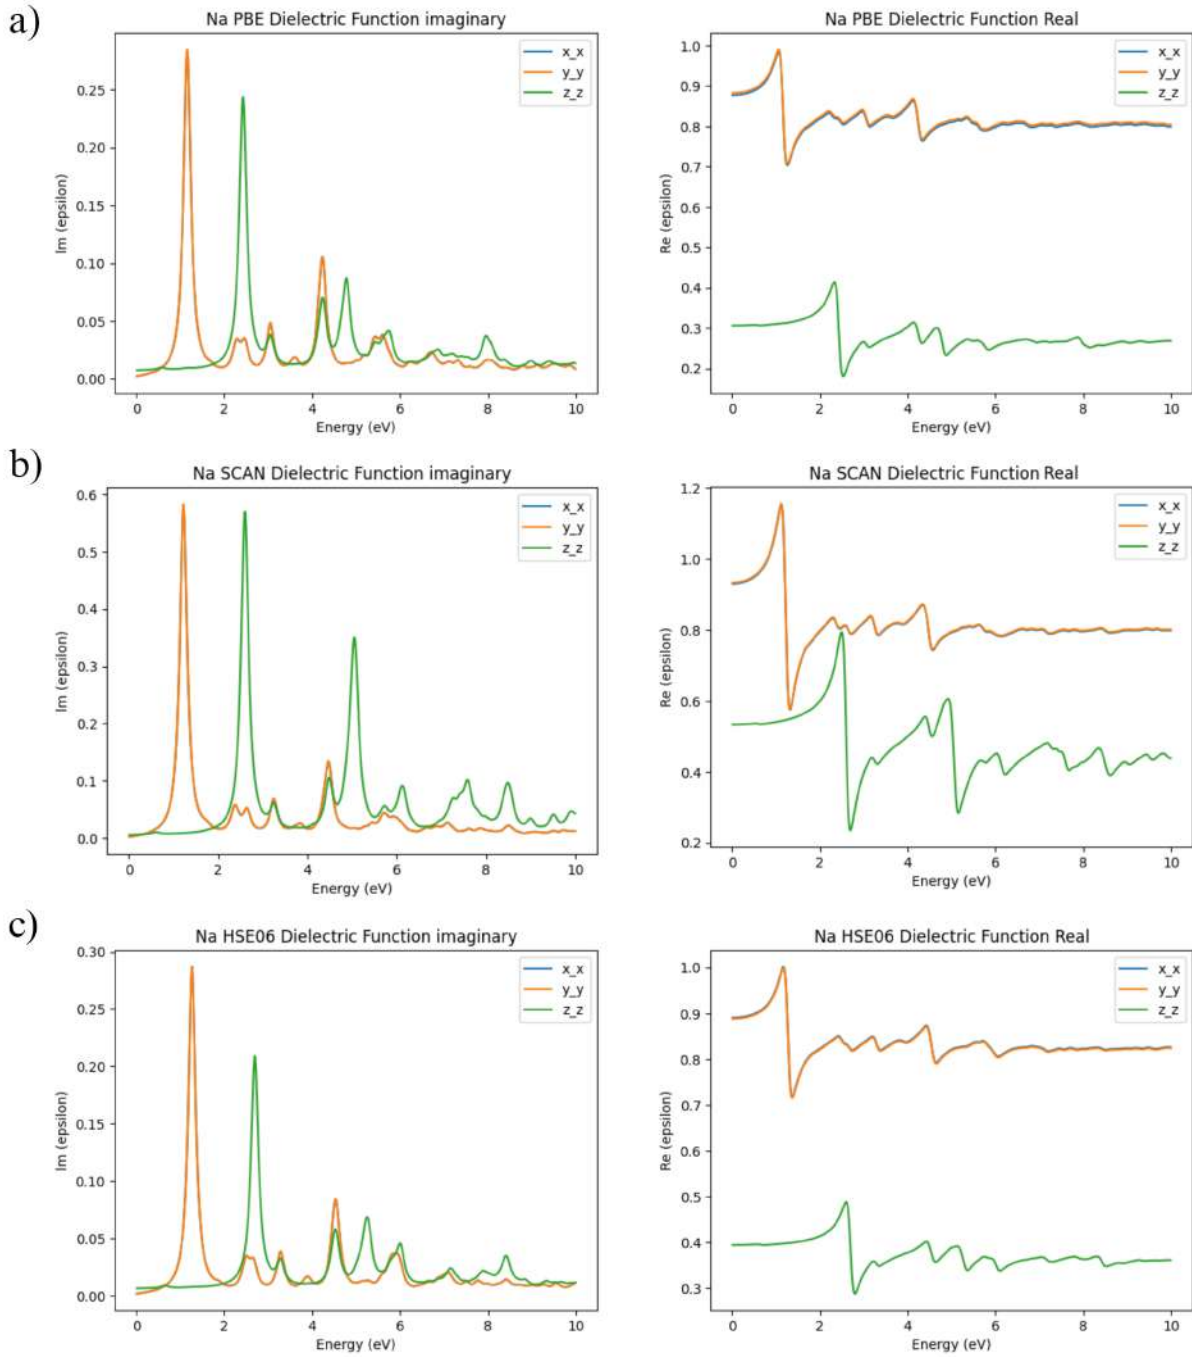 a)
Na PBE Dielectric Function imaginary
x_x
y_y
z_z
0.25
0.20
0.15
0.10
0.05
0.00
Im (epsilon)
0 2 4 6 8 10
Energy (eV)
Na PBE Dielectric Function Real
x_x
y_y
z_z
1.0
0.9
0.8
0.7
0.6
0.5
0.4
0.3
0.2
Re (epsilon)
0 2 4 6 8 10
Energy (eV)
b)
Na SCAN Dielectric Function imaginary
x_x
y_y
z_z
0.6
0.5
0.4
0.3
0.2
0.1
0.0
Im (epsilon)
0 2 4 6 8 10
Energy (eV)
Na SCAN Dielectric Function Real
x_x
y_y
z_z
1.2
1.0
0.8
0.6
0.4
0.2
Re (epsilon)
0 2 4 6 8 10
Energy (eV)
c)
Na HSE06 Dielectric Function imaginary
x_x
y_y
z_z
0.30
0.25
0.20
0.15
0.10
0.05
0.00
Im (epsilon)
0 2 4 6 8 10
Energy (eV)
Na HSE06 Dielectric Function Real
x_x
y_y
z_z
1.0
0.9
0.8
0.7
0.6
0.5
0.4
0.3
Re (epsilon)
0 2 4 6 8 10
Energy (eV)